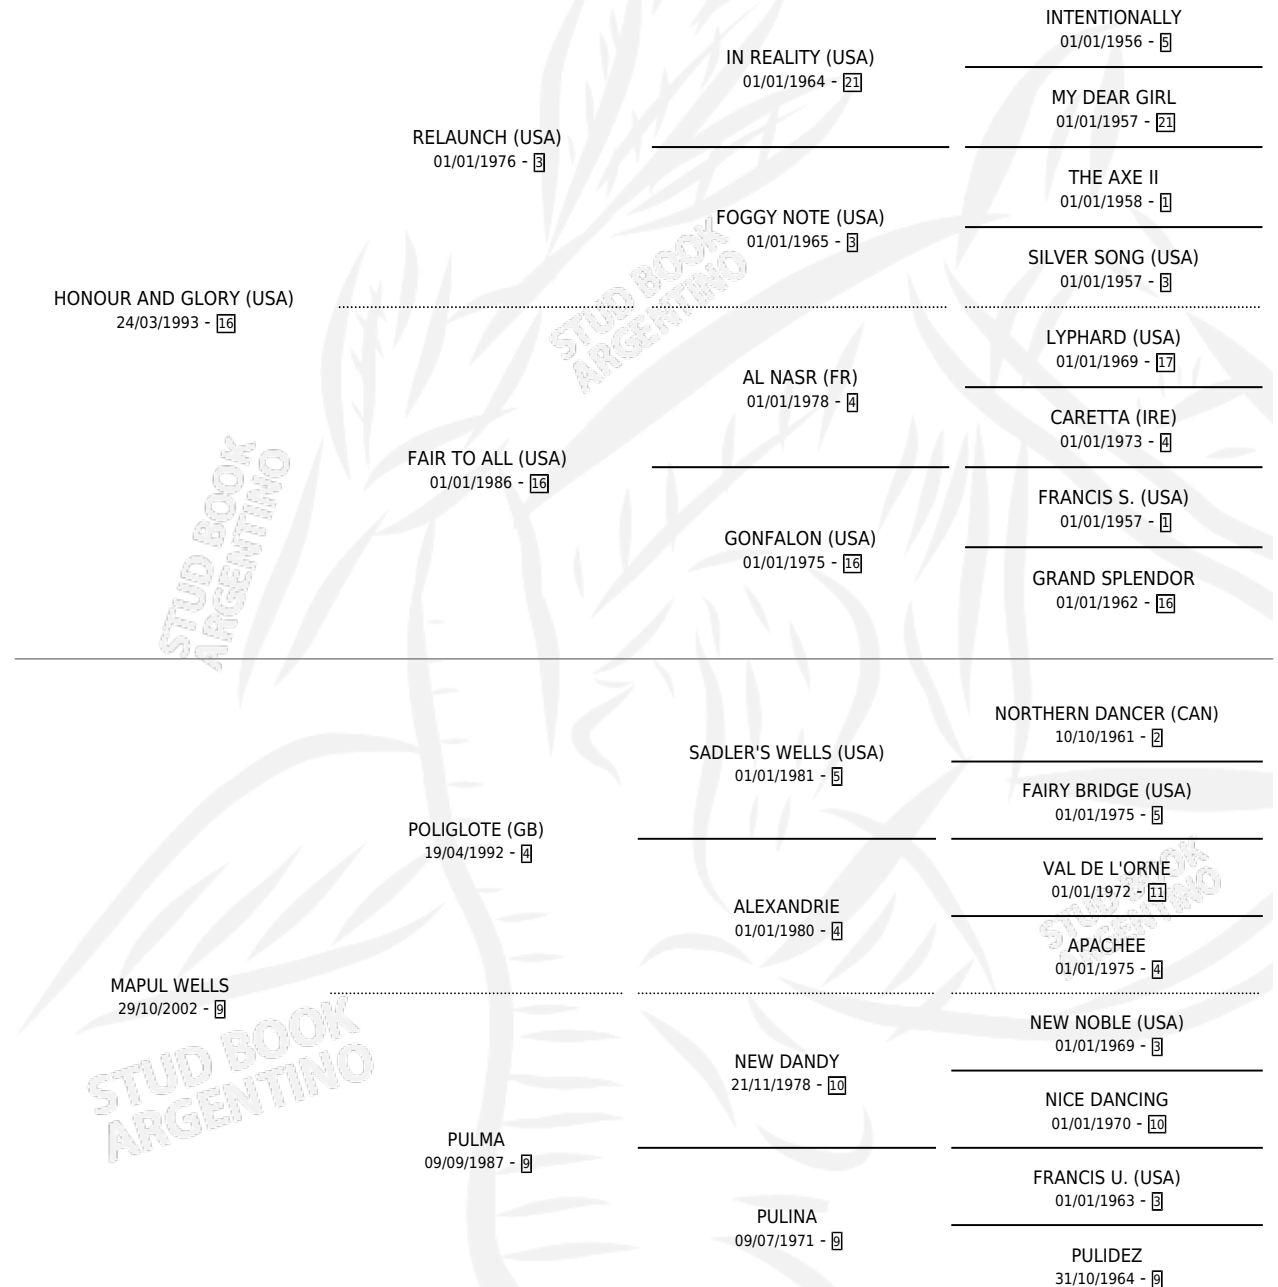 INTENTIONALLY
01/01/1956 - 5
IN REALITY (USA)
01/01/1964 - 21
MY DEAR GIRL
01/01/1957 - 21
RELAUNCH (USA)
01/01/1976 - 3
THE AXE II
01/01/1958 - 1
FOGGY NOTE (USA)
01/01/1965 - 3
SILVER SONG (USA)
01/01/1957 - 3
HONOUR AND GLORY (USA)
24/03/1993 - 16
STUD BOOK
ARGENTINO
LYPHARD (USA)
01/01/1969 - 17
AL NASR (FR)
01/01/1978 - 4
CARETTA (IRE)
01/01/1973 - 4
FAIR TO ALL (USA)
01/01/1986 - 16
FRANCIS S. (USA)
01/01/1957 - 1
GONFALON (USA)
01/01/1975 - 16
GRAND SPLENDOR
01/01/1962 - 16
STUD BOOK
ARGENTINO
NORTHERN DANCER (CAN)
10/10/1961 - 2
SADLER'S WELLS (USA)
01/01/1981 - 5
FAIRY BRIDGE (USA)
01/01/1975 - 5
POLIGLOTE (GB)
19/04/1992 - 4
VAL DE L'ORNE
01/01/1972 - 11
ALEXANDRIE
01/01/1980 - 4
APACHEE
01/01/1975 - 4
STUD BOOK
ARGENTINO
MAPUL WELLS
29/10/2002 - 9
NEW NOBLE (USA)
01/01/1969 - 3
NEW DANDY
21/11/1978 - 10
NICE DANCING
01/01/1970 - 10
STUD BOOK
ARGENTINO
PULMA
09/09/1987 - 9
FRANCIS U. (USA)
01/01/1963 - 3
PULINA
09/07/1971 - 9
PULIDEZ
31/10/1964 - 9